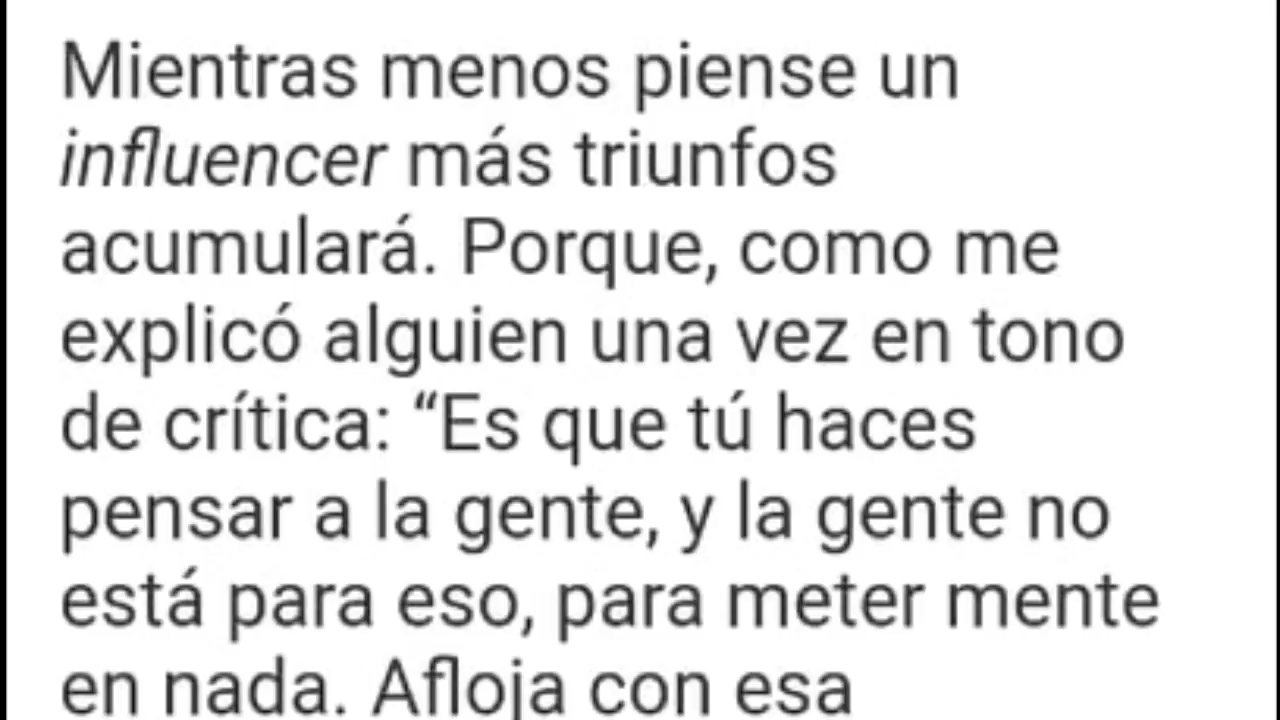 Mientras menos piense un
influencer más triunfos
acumulará. Porque, como me
explicó alguien una vez en tono
de crítica: “Es que tú haces
pensar a la gente, y la gente no
está para eso, para meter mente
en nada. Afloja con esa